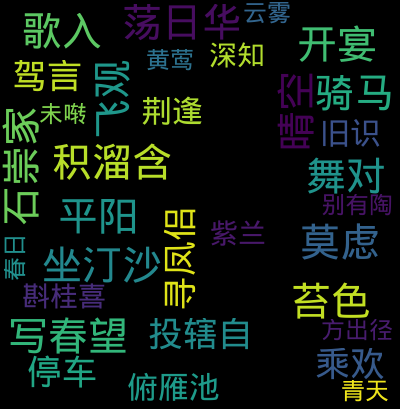 歌入
荡日华
云雾
开宴
黄莺
深知
驾言
飞观
骑马
晴空
未啭
荆逢
旧识
石崇家
积溜含
舞对
别有陶
平阳
寻凤侣
紫兰
莫虑
春日
坐汀沙
斟桂喜
苔色
写春望
投辖自
方出径
停车
乘欢
俯雁池
青天